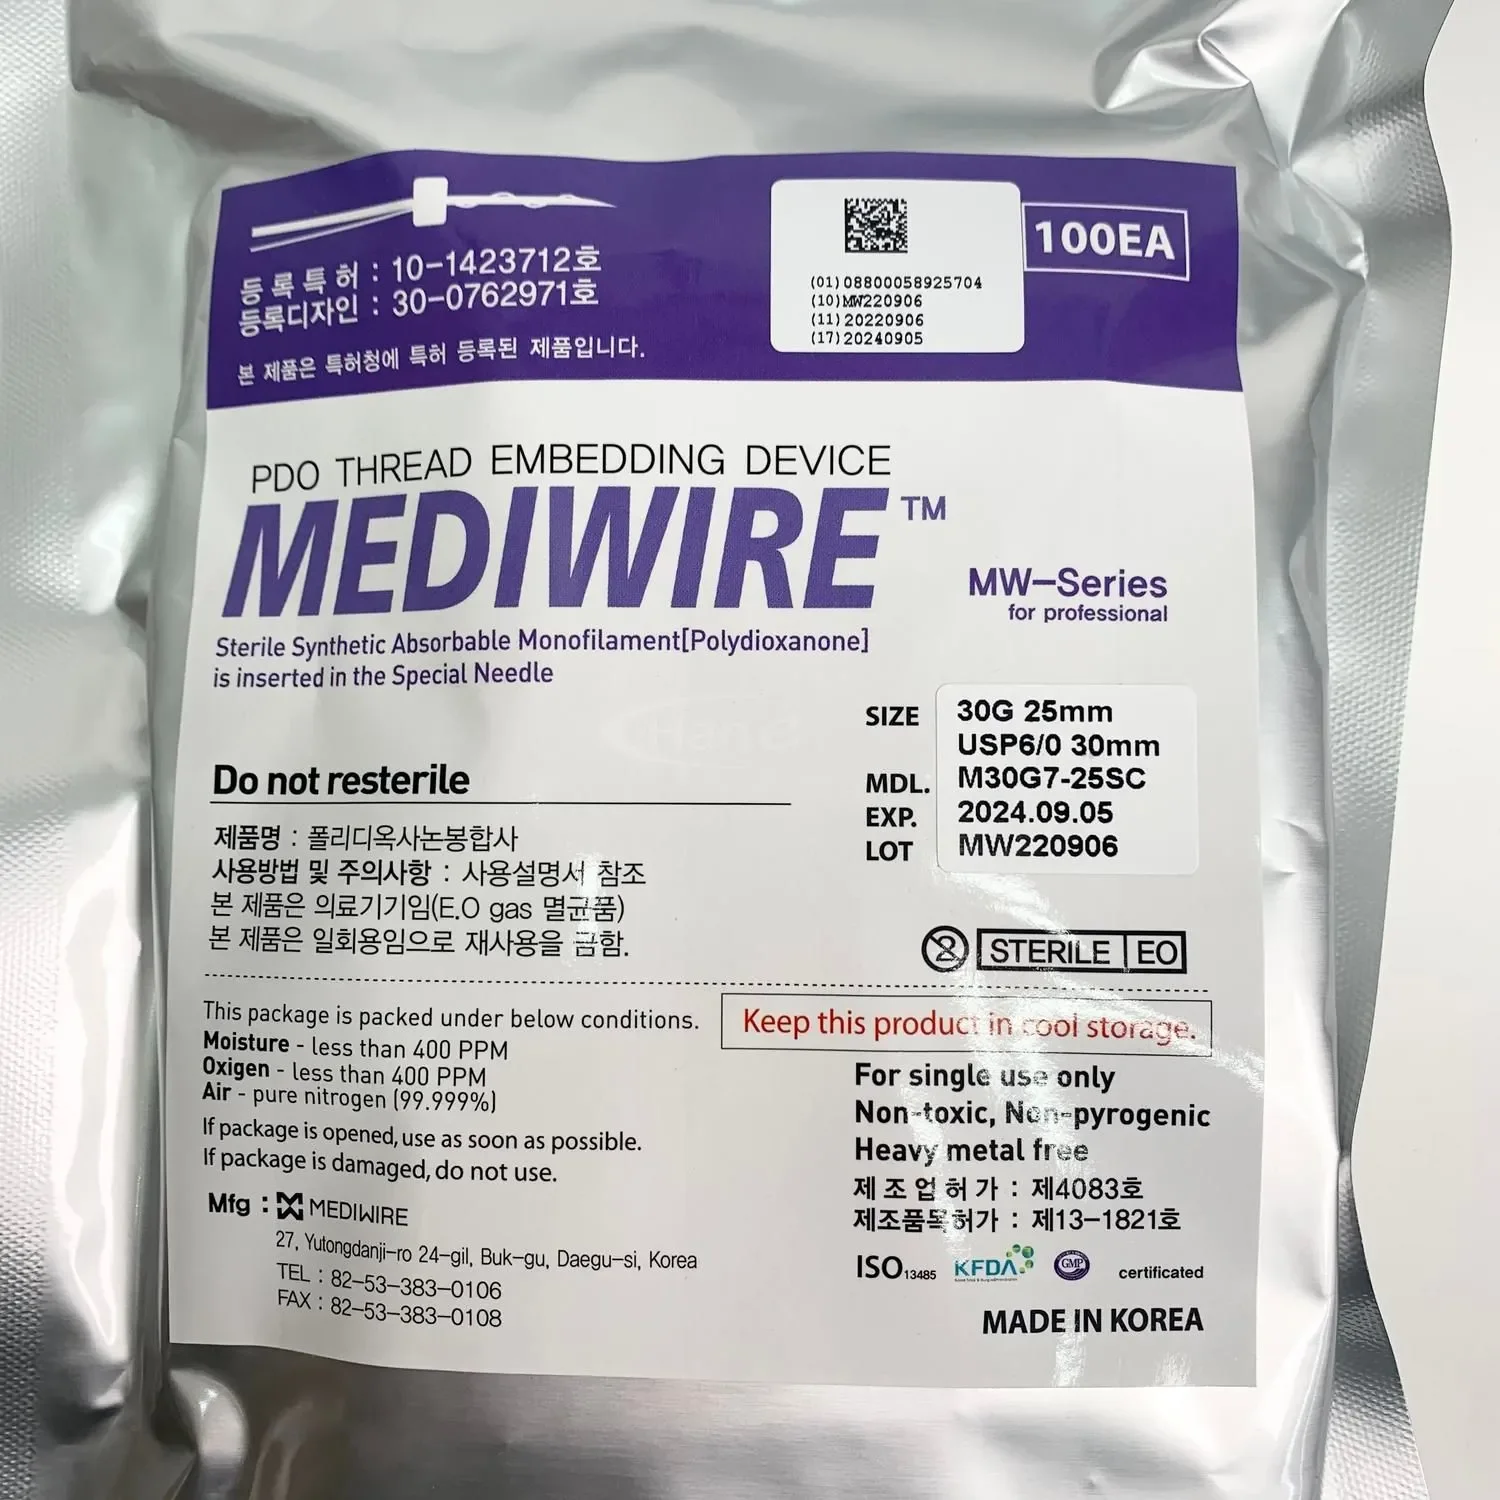 등록특허 : 10-1423712호
등록디자인 : 30-0762971호
본 제품은 특허청에 특허 등록된 제품입니다.
(01)08800058925704
(10)MW220906
(11)20220906
(17)20240905
100EA
PDO THREAD EMBEDDING DEVICE
MEDIWIRE™
MW-Series
for professional
Sterile Synthetic Absorbable Monofilament[Polydioxanone]
is inserted in the Special Needle
SIZE 30G 25mm
USP6/0 30mm
MDL. M30G7-25SC
EXP. 2024.09.05
LOT MW220906
Do not resterile
제품명 : 폴리디옥사논봉합사
사용방법 및 주의사항 : 사용설명서 참조
본 제품은 의료기기임(E.O gas 멸균품)
본 제품은 일회용임으로 재사용을 금함.
2 STERILE EO
This package is packed under below conditions.
Moisture - less than 400 PPM
Oxigen - less than 400 PPM
Air - pure nitrogen (99.999%)
If package is opened, use as soon as possible.
If package is damaged, do not use.
Keep this product in cool storage.
For single use only
Non-toxic, Non-pyrogenic
Heavy metal free
제조업허가 : 제4083호
제조품목허가 : 제13-1821호
Mfg : MEDIWIRE
27, Yutongdanji-ro 24-gil, Buk-gu, Daegu-si, Korea
TEL : 82-53-383-0106
FAX : 82-53-383-0108
ISO 13485 KFDA GMP certificated
MADE IN KOREA